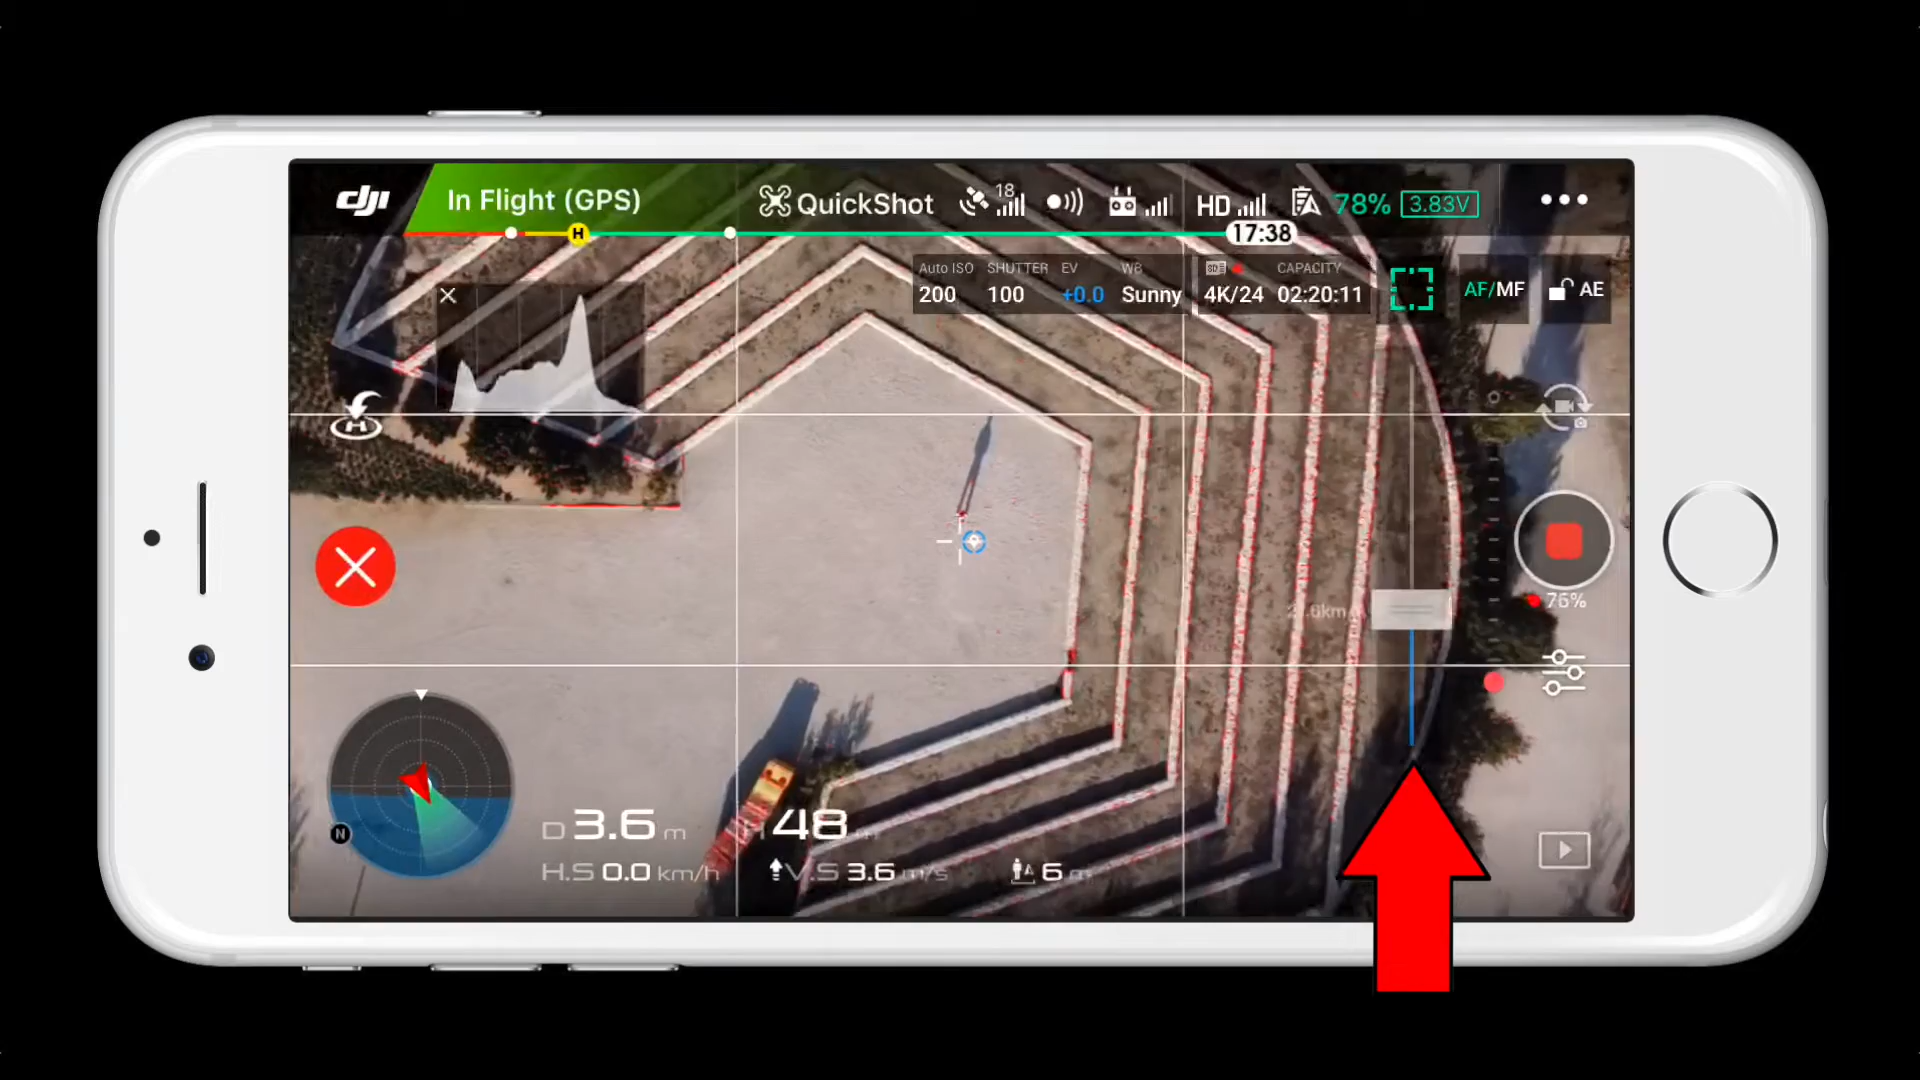 dji In Flight (GPS) QuickShot 18 HD 78% 3.83V
H 17:38
Auto ISO SHUTTER EV WB SD CAPACITY
200 100 +0.0 Sunny 4K/24 02:20:11 AF/MF AE
H
76%
N
D 3.6 m H 48 m
H.S 0.0 km/h V.S 3.6 m/s 6 m